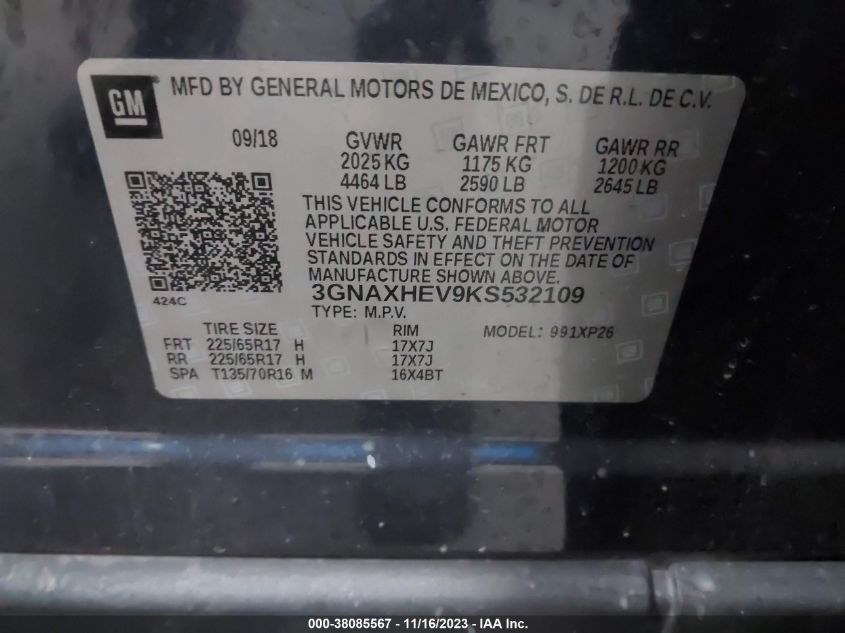 GM
MFD BY GENERAL MOTORS DE MEXICO, S. DE R.L. DE C.V.
09/18 GVWR GAWR FRT GAWR RR
2025 KG 1175 KG 1200 KG
4464 LB 2590 LB 2645 LB
THIS VEHICLE CONFORMS TO ALL
APPLICABLE U.S. FEDERAL MOTOR
VEHICLE SAFETY AND THEFT PREVENTION
STANDARDS IN EFFECT ON THE DATE OF
MANUFACTURE SHOWN ABOVE.
424C 3GNAXHEV9KS532109
TYPE: M.P.V.
TIRE SIZE RIM MODEL: 991XP26
FRT 225/65R17 H 17X7J
RR 225/65R17 H 17X7J
SPA T135/70R16 M 16X4BT
000-38085567 - 11/16/2023 - IAA Inc.